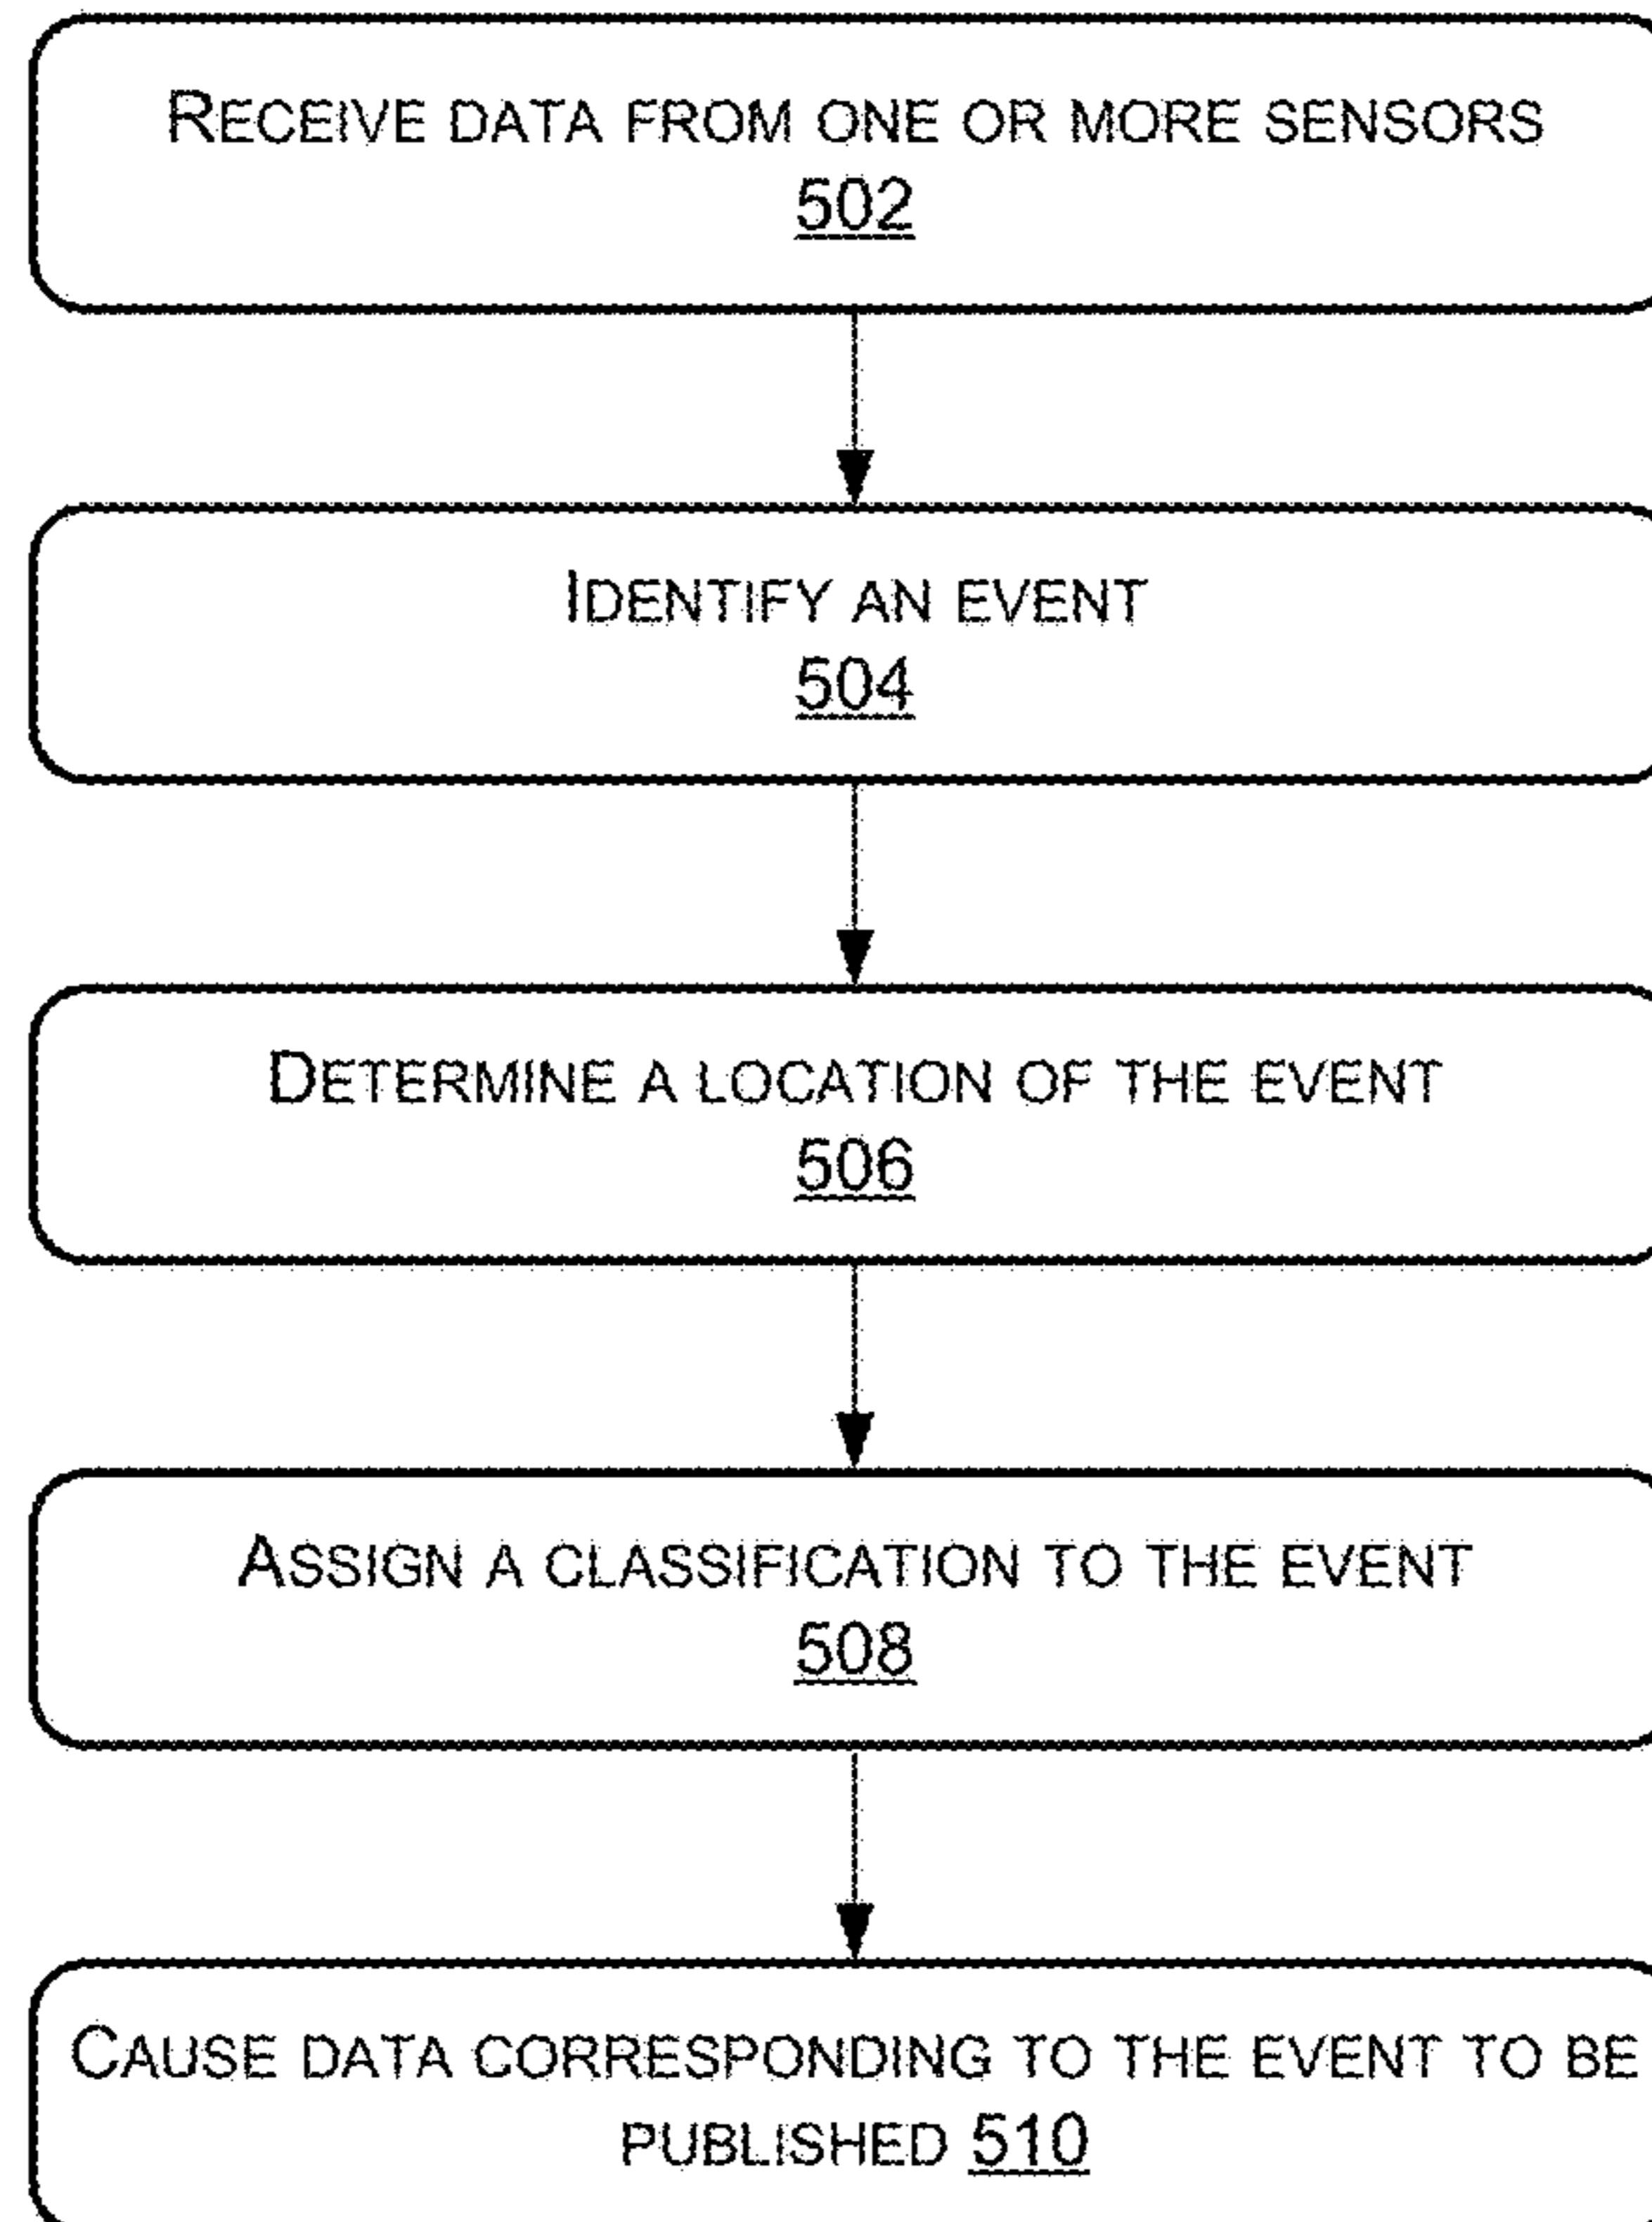 RECEIVE DATA FROM ONE OR MORE SENSORS
502
IDENTIFY AN EVENT
504
DETERMINE A LOCATION OF THE EVENT
506
ASSIGN A CLASSIFICATION TO THE EVENT
508
CAUSE DATA CORRESPONDING TO THE EVENT TO BE
PUBLISHED 510